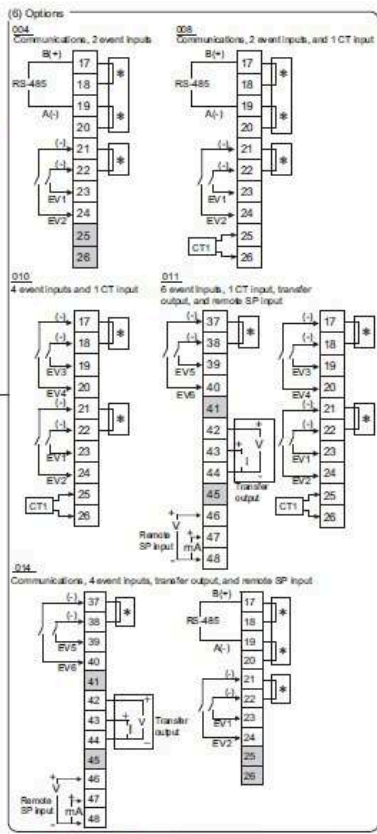 (6) Options
004
Communications, 2 event inputs
B(+)
RS-485
A(-)
17
18
19
20
21
22
23
24
25
26
*
*
*
(-)
(-)
EV1
EV2
008
Communications, 2 event inputs, and 1 CT input
B(+)
RS-485
A(-)
17
18
19
20
21
22
23
24
25
26
*
*
*
(-)
(-)
EV1
EV2
CT1
010
4 event inputs and 1 CT input
(-)
(-)
EV3
EV4
(-)
(-)
EV1
EV2
CT1
17
18
19
20
21
22
23
24
25
26
*
*
011
6 event inputs, 1 CT input, transfer
output, and remote SP input
(-)
(-)
EV5
EV6
37
38
39
40
41
42
43
44
45
46
47
48
*
+
+
V
I
-
-
Transfer
output
+
V
+
Remote
SP input
mA
-
-
(-)
(-)
EV3
EV4
(-)
(-)
EV1
EV2
CT1
17
18
19
20
21
22
23
24
25
26
*
*
014
Communications, 4 event inputs, transfer output, and remote SP input
(-)
(-)
EV5
EV6
37
38
39
40
41
42
43
44
45
46
47
48
*
+
+
V
I
-
-
Transfer
output
+
V
+
Remote
SP input
mA
-
-
B(+)
RS-485
A(-)
17
18
19
20
21
22
23
24
25
26
*
*
*
(-)
(-)
EV1
EV2